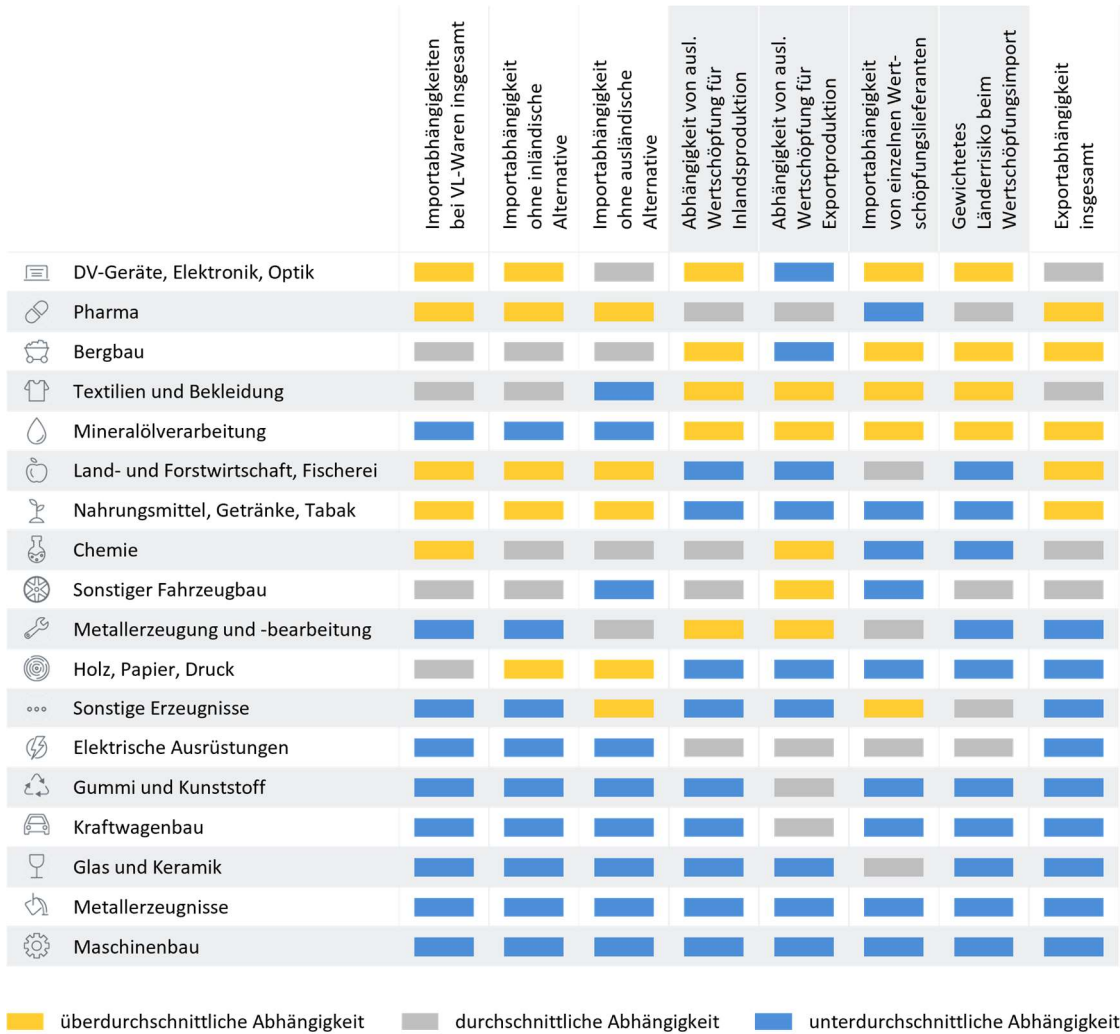 Importabhängigkeiten
bei VL-Waren insgesamt
Importabhängigkeit
ohne inländische
Alternative
Importabhängigkeit
ohne ausländische
Alternative
Abhängigkeit von ausl.
Wertschöpfung für
Inlandsproduktion
Abhängigkeit von ausl.
Wertschöpfung für
Exportproduktion
Importabhängigkeit
von einzelnen Wert-
schöpfungslieferanten
Gewichtetes
Länderrisiko beim
Wertschöpfungsimport
Exportabhängigkeit
insgesamt
DV-Geräte, Elektronik, Optik
Pharma
Bergbau
Textilien und Bekleidung
Mineralölverarbeitung
Land- und Forstwirtschaft, Fischerei
Nahrungsmittel, Getränke, Tabak
Chemie
Sonstiger Fahrzeugbau
Metallerzeugung und -bearbeitung
Holz, Papier, Druck
Sonstige Erzeugnisse
Elektrische Ausrüstungen
Gummi und Kunststoff
Kraftwagenbau
Glas und Keramik
Metallerzeugnisse
Maschinenbau
überdurchschnittliche Abhängigkeit durchschnittliche Abhängigkeit unterdurchschnittliche Abhängigkeit